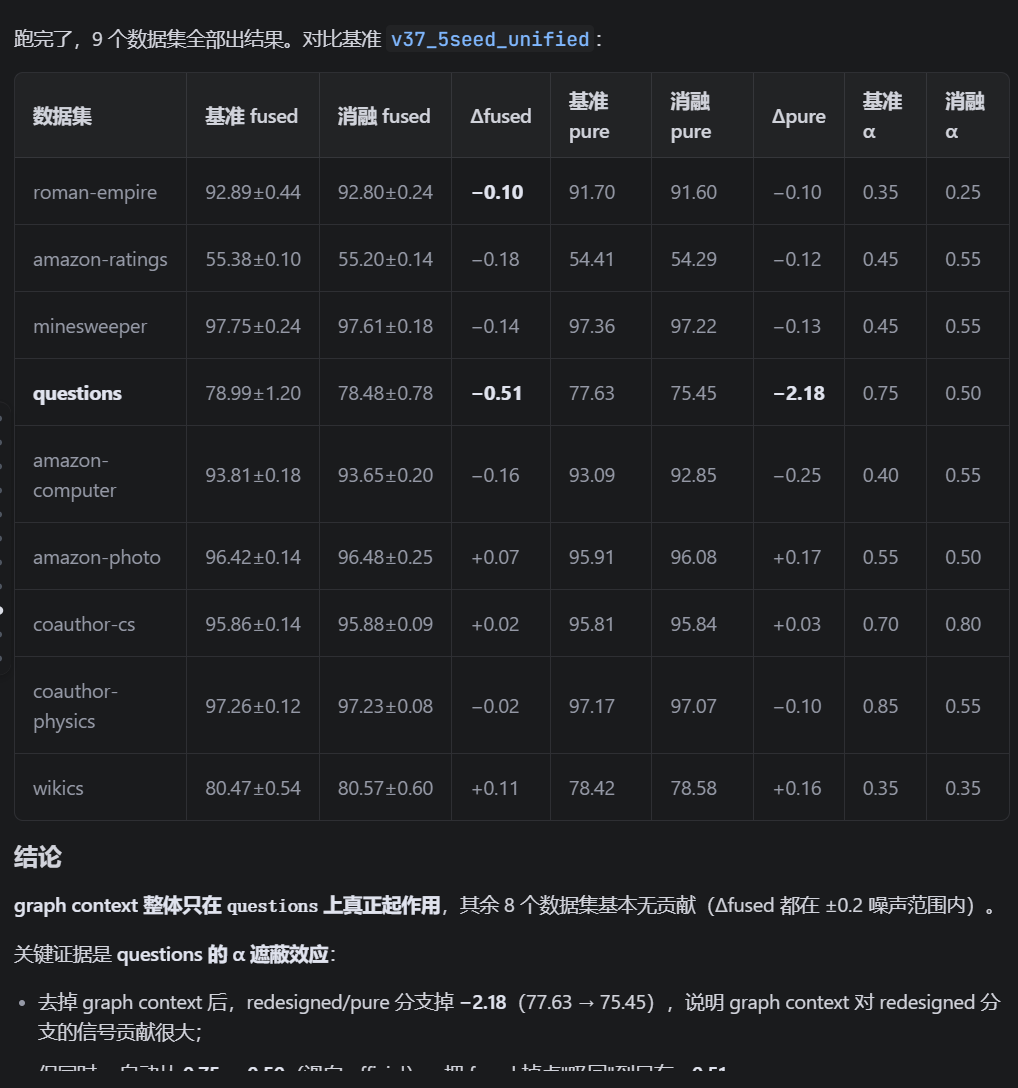 跑完了，9 个数据集全部出结果。对比基准 v37_5seed_unified：
数据集 基准 fused 消融 fused Δfused 基准 pure 消融 pure Δpure 基准 α 消融 α
roman-empire 92.89±0.44 92.80±0.24 −0.10 91.70 91.60 −0.10 0.35 0.25
amazon-ratings 55.38±0.10 55.20±0.14 −0.18 54.41 54.29 −0.12 0.45 0.55
minesweeper 97.75±0.24 97.61±0.18 −0.14 97.36 97.22 −0.13 0.45 0.55
questions 78.99±1.20 78.48±0.78 −0.51 77.63 75.45 −2.18 0.75 0.50
amazon-computer 93.81±0.18 93.65±0.20 −0.16 93.09 92.85 −0.25 0.40 0.55
amazon-photo 96.42±0.14 96.48±0.25 +0.07 95.91 96.08 +0.17 0.55 0.50
coauthor-cs 95.86±0.14 95.88±0.09 +0.02 95.81 95.84 +0.03 0.70 0.80
coauthor-physics 97.26±0.12 97.23±0.08 −0.02 97.17 97.07 −0.10 0.85 0.55
wikics 80.47±0.54 80.57±0.60 +0.11 78.42 78.58 +0.16 0.35 0.35
结论
graph context 整体只在 questions 上真正起作用，其余 8 个数据集基本无贡献（Δfused 都在 ±0.2 噪声范围内）。
关键证据是 questions 的 α 遮蔽效应：
• 去掉 graph context 后，redesigned/pure 分支掉 −2.18（77.63 → 75.45），说明 graph context 对 redesigned 分
支的信号贡献很大；